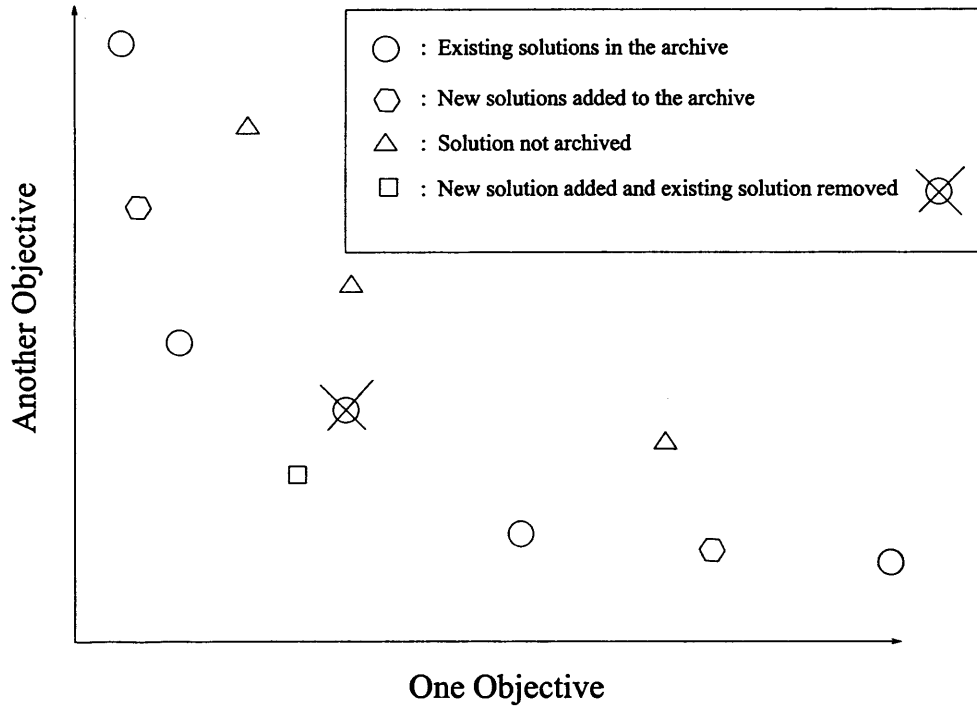 : Existing solutions in the archive
: New solutions added to the archive
: Solution not archived
: New solution added and existing solution removed
Another Objective
One Objective